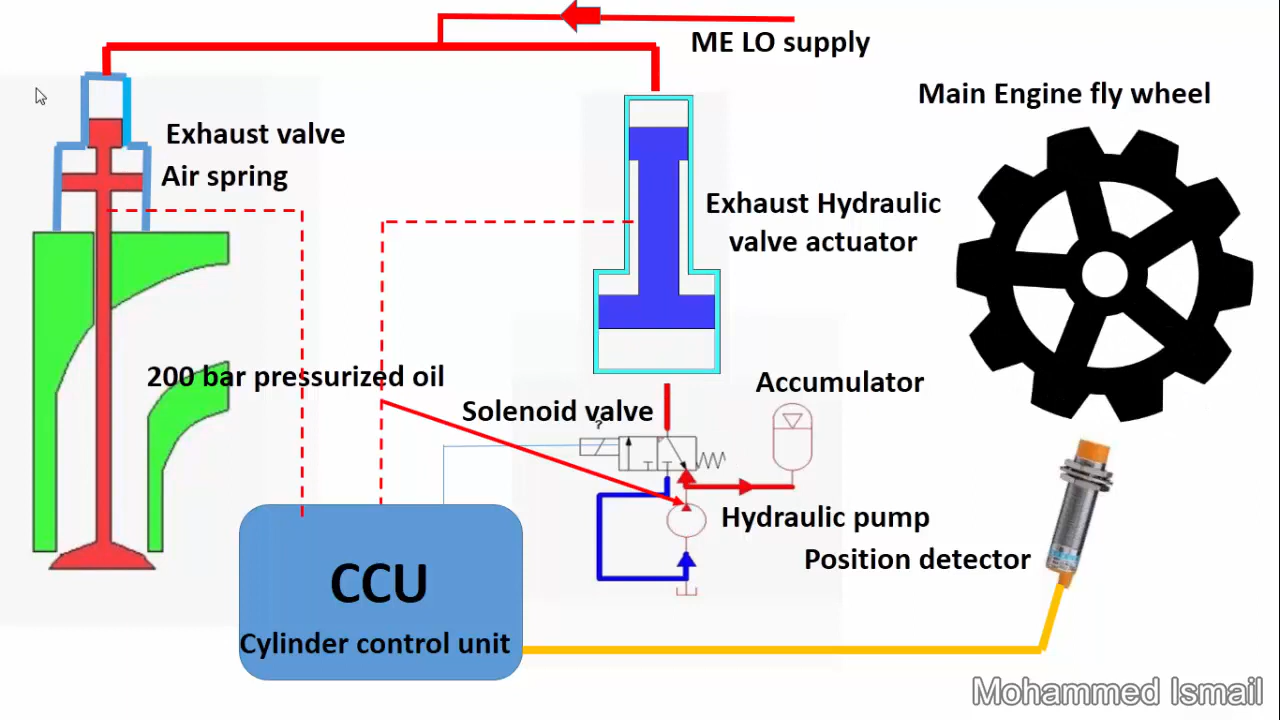 ME LO supply
Main Engine fly wheel
Exhaust valve
Air spring
Exhaust Hydraulic
valve actuator
200 bar pressurized oil
Accumulator
Solenoid valve
?
Hydraulic pump
Position detector
CCU
Cylinder control unit
Mohammed Ismail